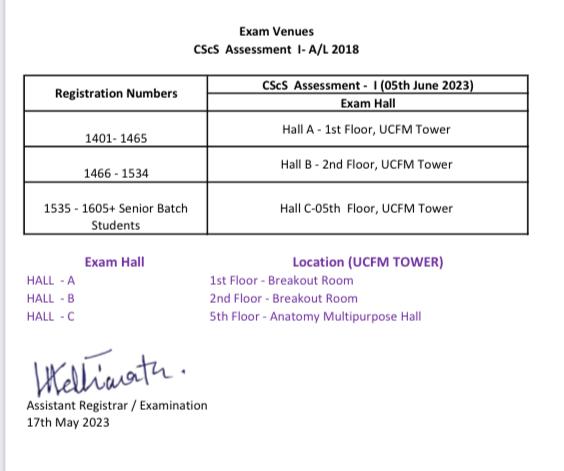 Exam Venues
CScS Assessment I- A/L 2018
Registration Numbers
CScS Assessment - I (05th June 2023)
Exam Hall
1401- 1465
Hall A - 1st Floor, UCFM Tower
1466 - 1534
Hall B - 2nd Floor, UCFM Tower
1535 - 1605+ Senior Batch
Students
Hall C-05th Floor, UCFM Tower
Exam Hall Location (UCFM TOWER)
HALL - A 1st Floor - Breakout Room
HALL - B 2nd Floor - Breakout Room
HALL - C 5th Floor - Anatomy Multipurpose Hall
Assistant Registrar / Examination
17th May 2023